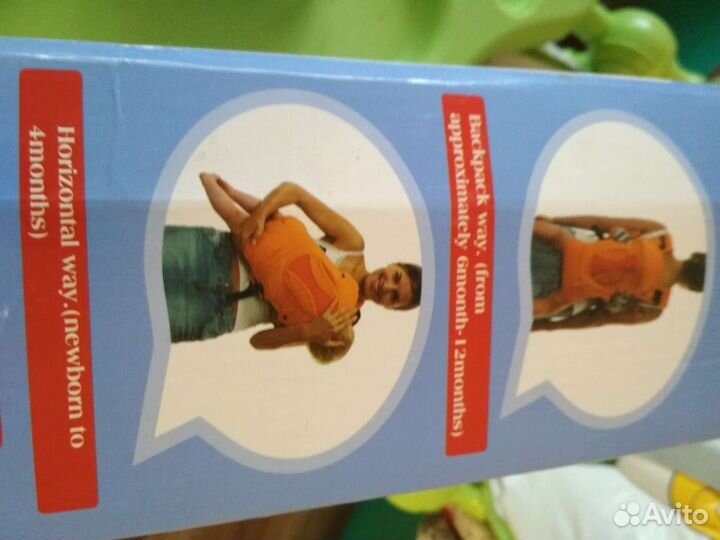 Backpack way. (from
approximately 6month-12months)
Horizontal way.(newborn to
4months)
Avito